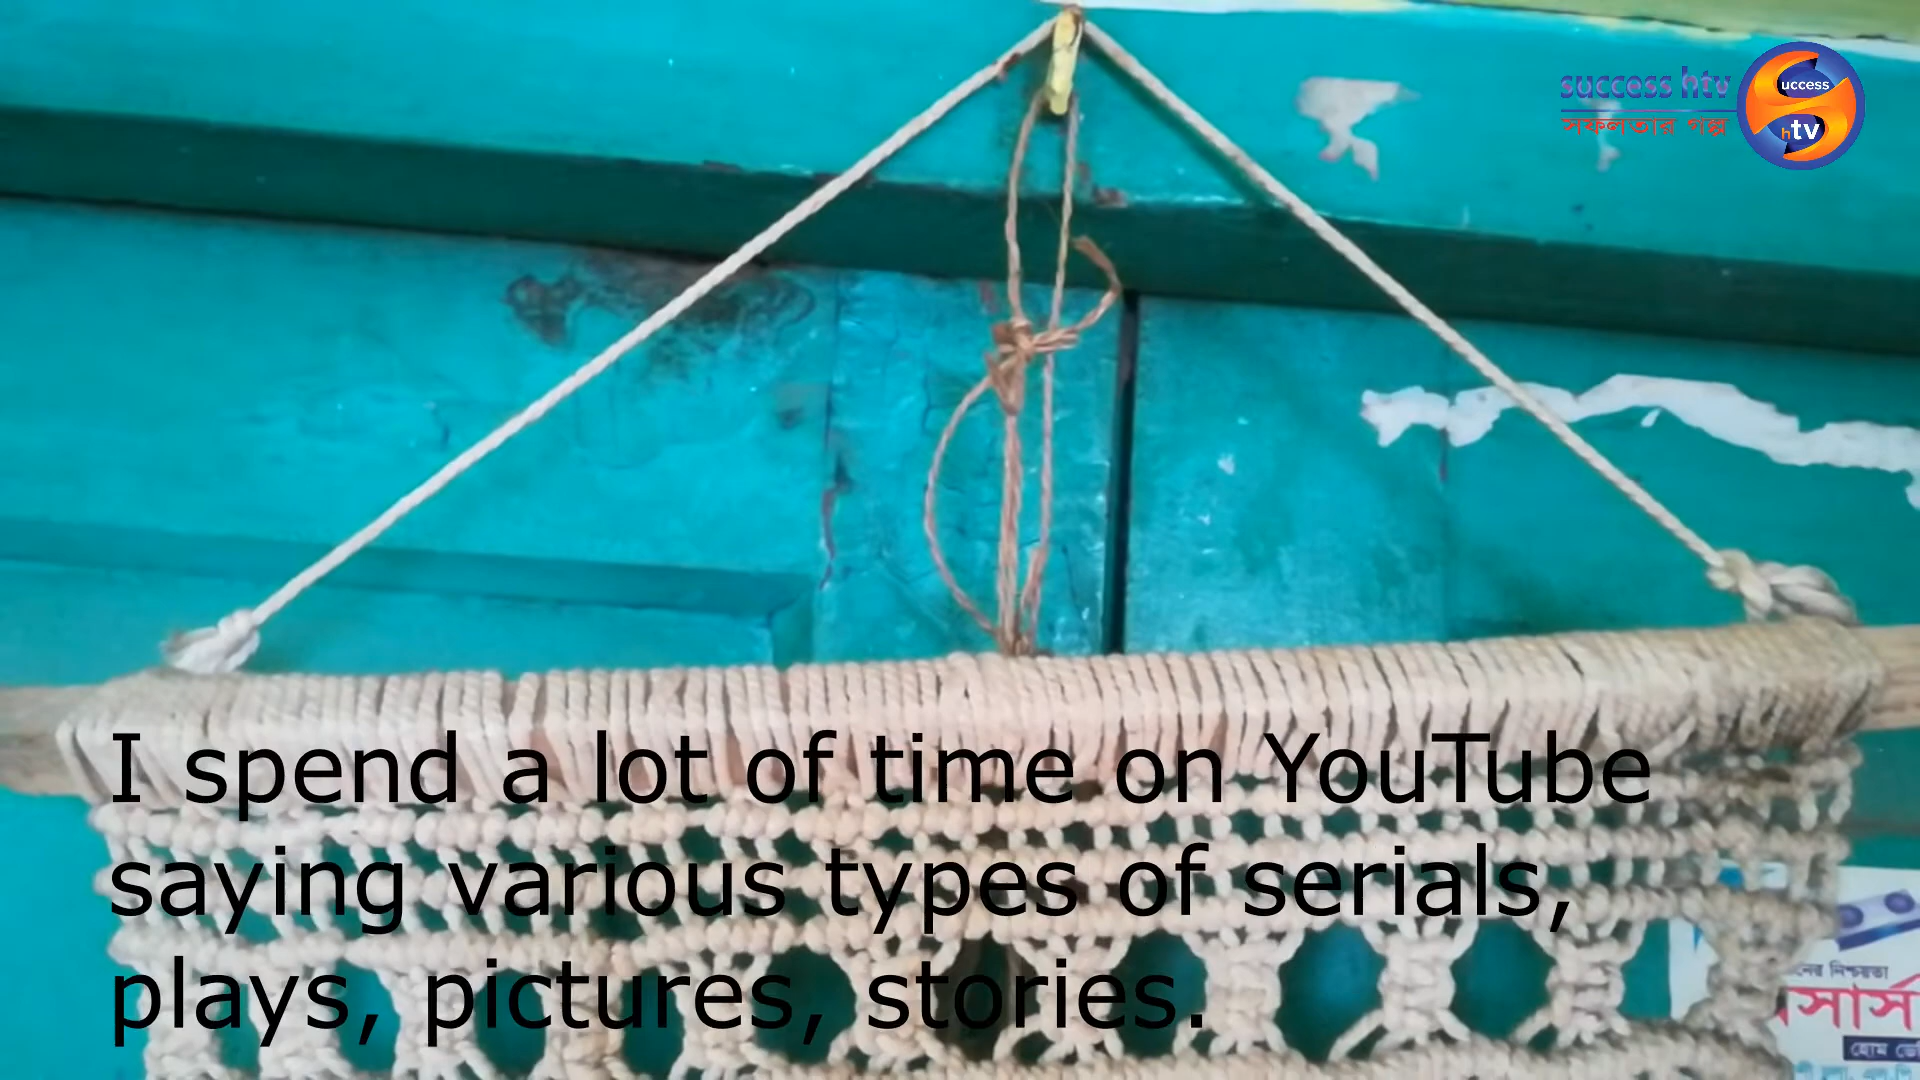 success htv
সফলতার গল্প
uccess
htv
I spend a lot of time on YouTube
saying various types of serials,
plays, pictures, stories.
নিশ্চয়তা
হোম